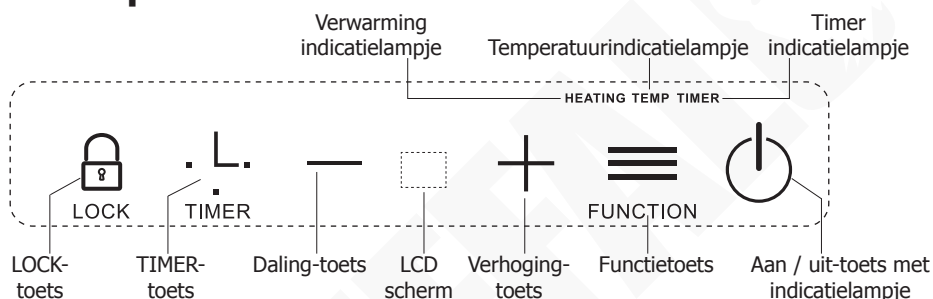 Verwarming
indicatielampje
Temperatuurindicatielampje
Timer
indicatielampje
HEATING TEMP TIMER
LOCK
TIMER
FUNCTION
LOCK-
toets
TIMER-
toets
Daling-toets
LCD
scherm
Verhoging-
toets
Functietoets
Aan / uit-toets met
indicatielampje